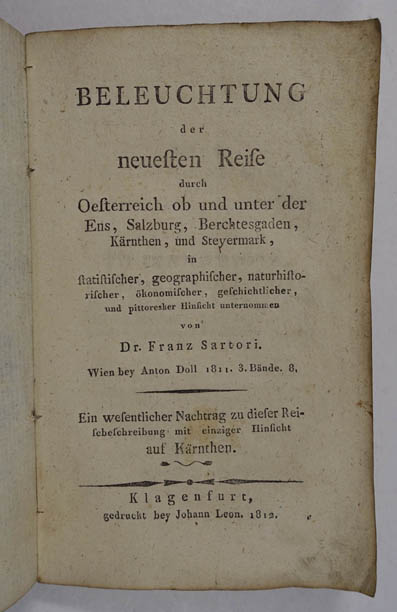 BELEUCHTUNG
der
neueſten Reiſe
durch
Oeſterreich ob und unter der
Ens, Salzburg, Bercktesgaden,
Kärnthen, und Steyermark,
in
ſtatiſtiſcher, geographiſcher, naturhiſto-
riſcher, ökonomiſcher, geſchichtlicher,
und pittoresker Hinſicht unternommen
von
Dr. Franz Sartori.
Wien bey Anton Doll 1811. 3. Bände. 8.
Ein weſentlicher Nachtrag zu dieſer Rei-
ſebeſchreibung mit einziger Hinſicht
auf Kärnthen.
Klagenfurt,
gedruckt bey Johann Leon. 1812.